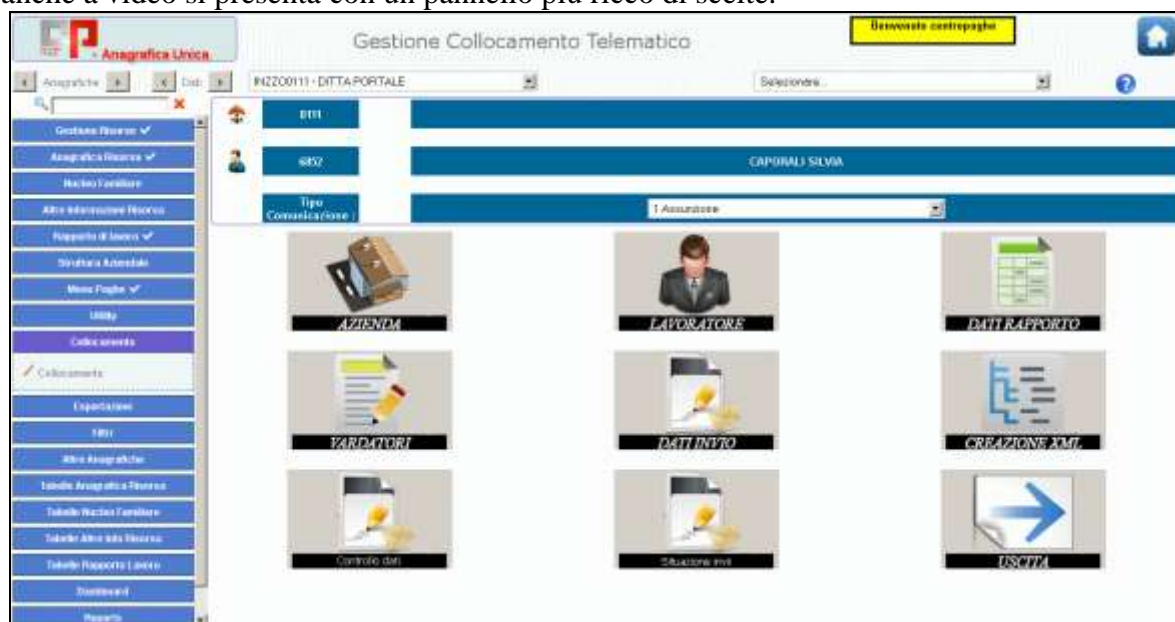 anche a video si presenta con un pannello più ricco di scelte.
Anagrafica Unica
Gestione Collocamento Telematico
Benvenuto centropaghe
Anagrafiche
Dati
INZZ00111 - DITTA PORTALE
Selezionare...
Gestione Risorse
Anagrafica Risorsa
Nucleo Familiare
Altre Informazioni Risorsa
Rapporto di lavoro
Struttura Aziendale
Menu Paghe
Utility
Collocamento
Collocamento
Esportazioni
Filtri
Altre Anagrafiche
Tabelle Anagrafica Risorsa
Tabelle Nucleo Familiare
Tabelle Altre Info Risorsa
Tabelle Rapporto Lavoro
Dashboard
Reports
0111
6852
CAPORALI SILVIA
Tipo
Comunicazione :
1 Assunzione
AZIENDA
LAVORATORE
DATI RAPPORTO
VARDATORI
DATI INVIO
CREAZIONE XML
Controllo dati
Situazione invii
USCITA